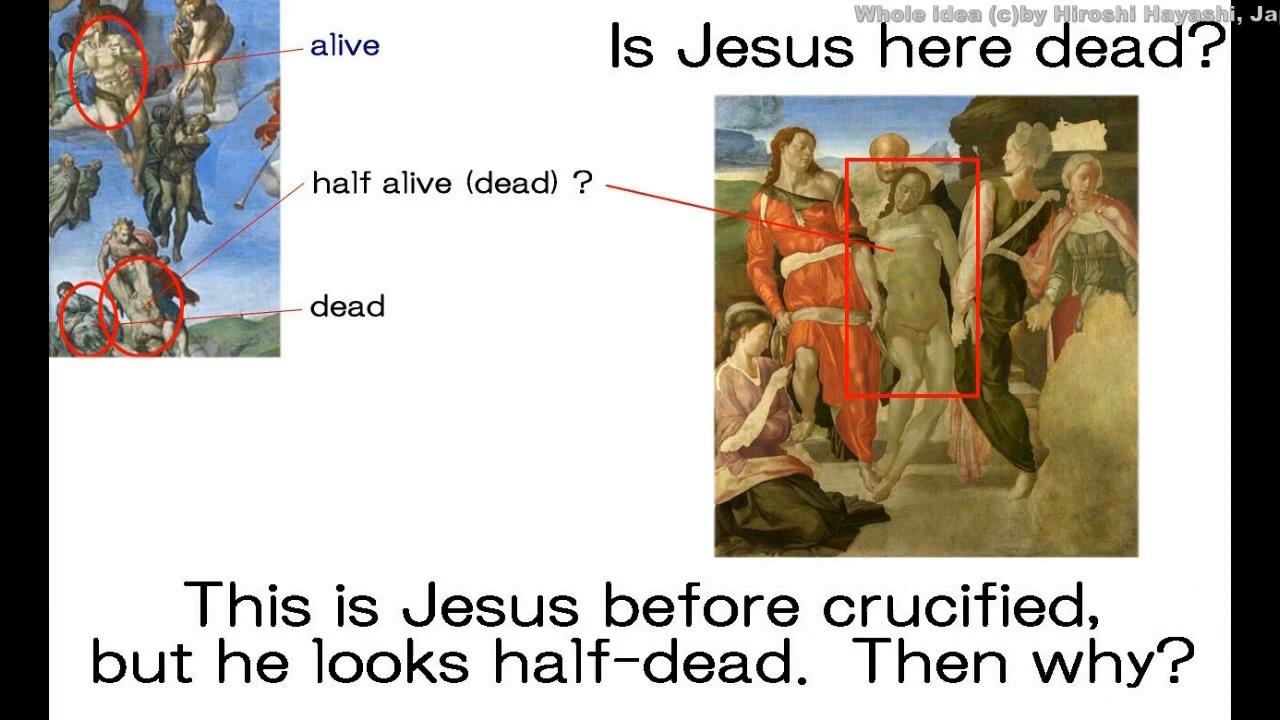 Whole idea (c)by Hiroshi Hayashi, Ja
Is Jesus here dead?
alive
half alive (dead) ?
dead
This is Jesus before crucified,
but he looks half-dead. Then why?